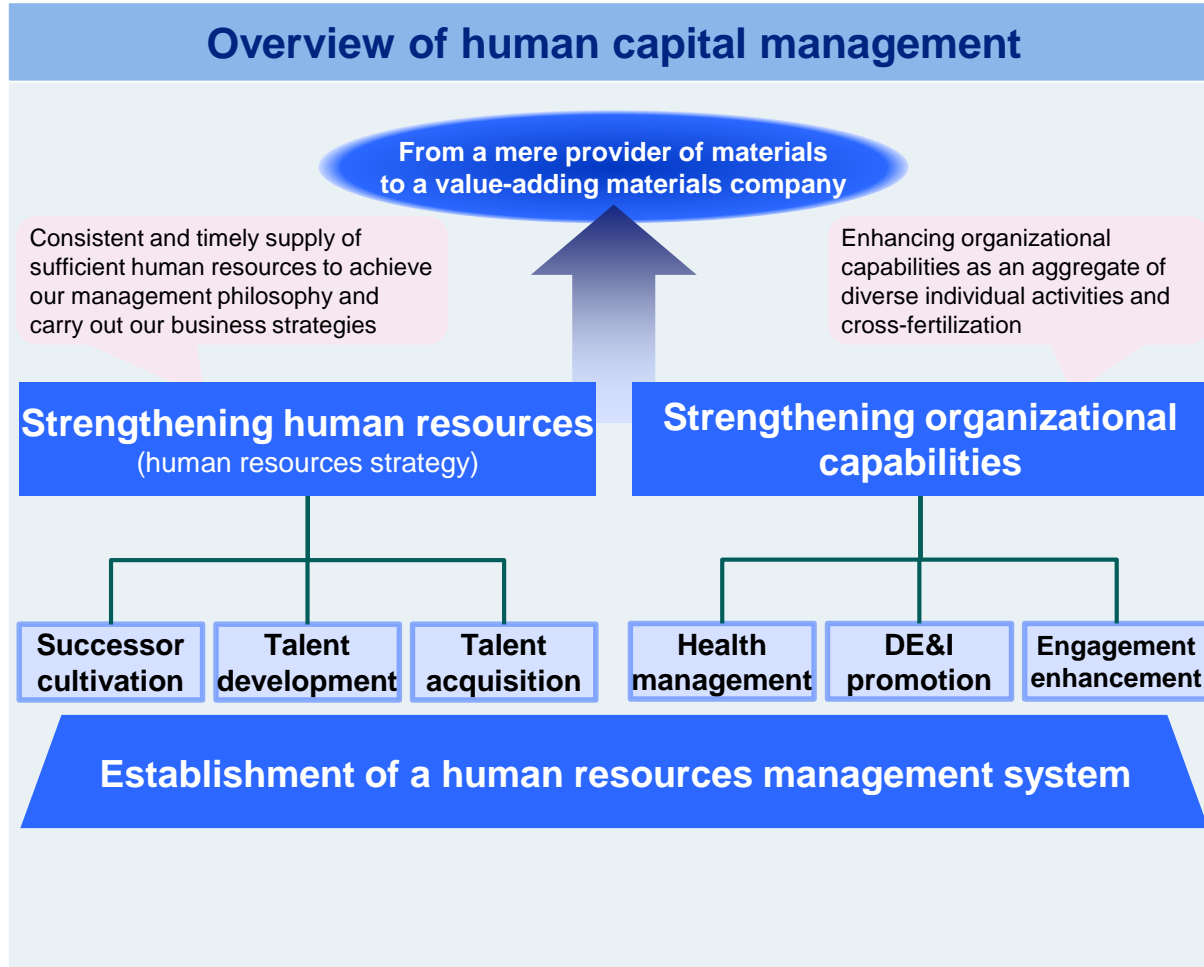 Overview of human capital management
From a mere provider of materials
to a value-adding materials company
Consistent and timely supply of
sufficient human resources to achieve
our management philosophy and
carry out our business strategies
Enhancing organizational
capabilities as an aggregate of
diverse individual activities and
cross-fertilization
Strengthening human resources
(human resources strategy)
Strengthening organizational
capabilities
Successor
cultivation
Talent
development
Talent
acquisition
Health
management
DE&I
promotion
Engagement
enhancement
Establishment of a human resources management system